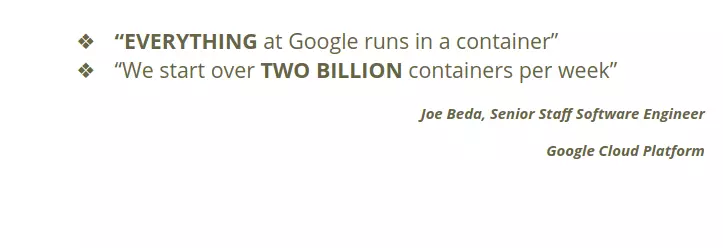 ❖ “EVERYTHING at Google runs in a container”
❖ “We start over TWO BILLION containers per week”
Joe Beda, Senior Staff Software Engineer
Google Cloud Platform